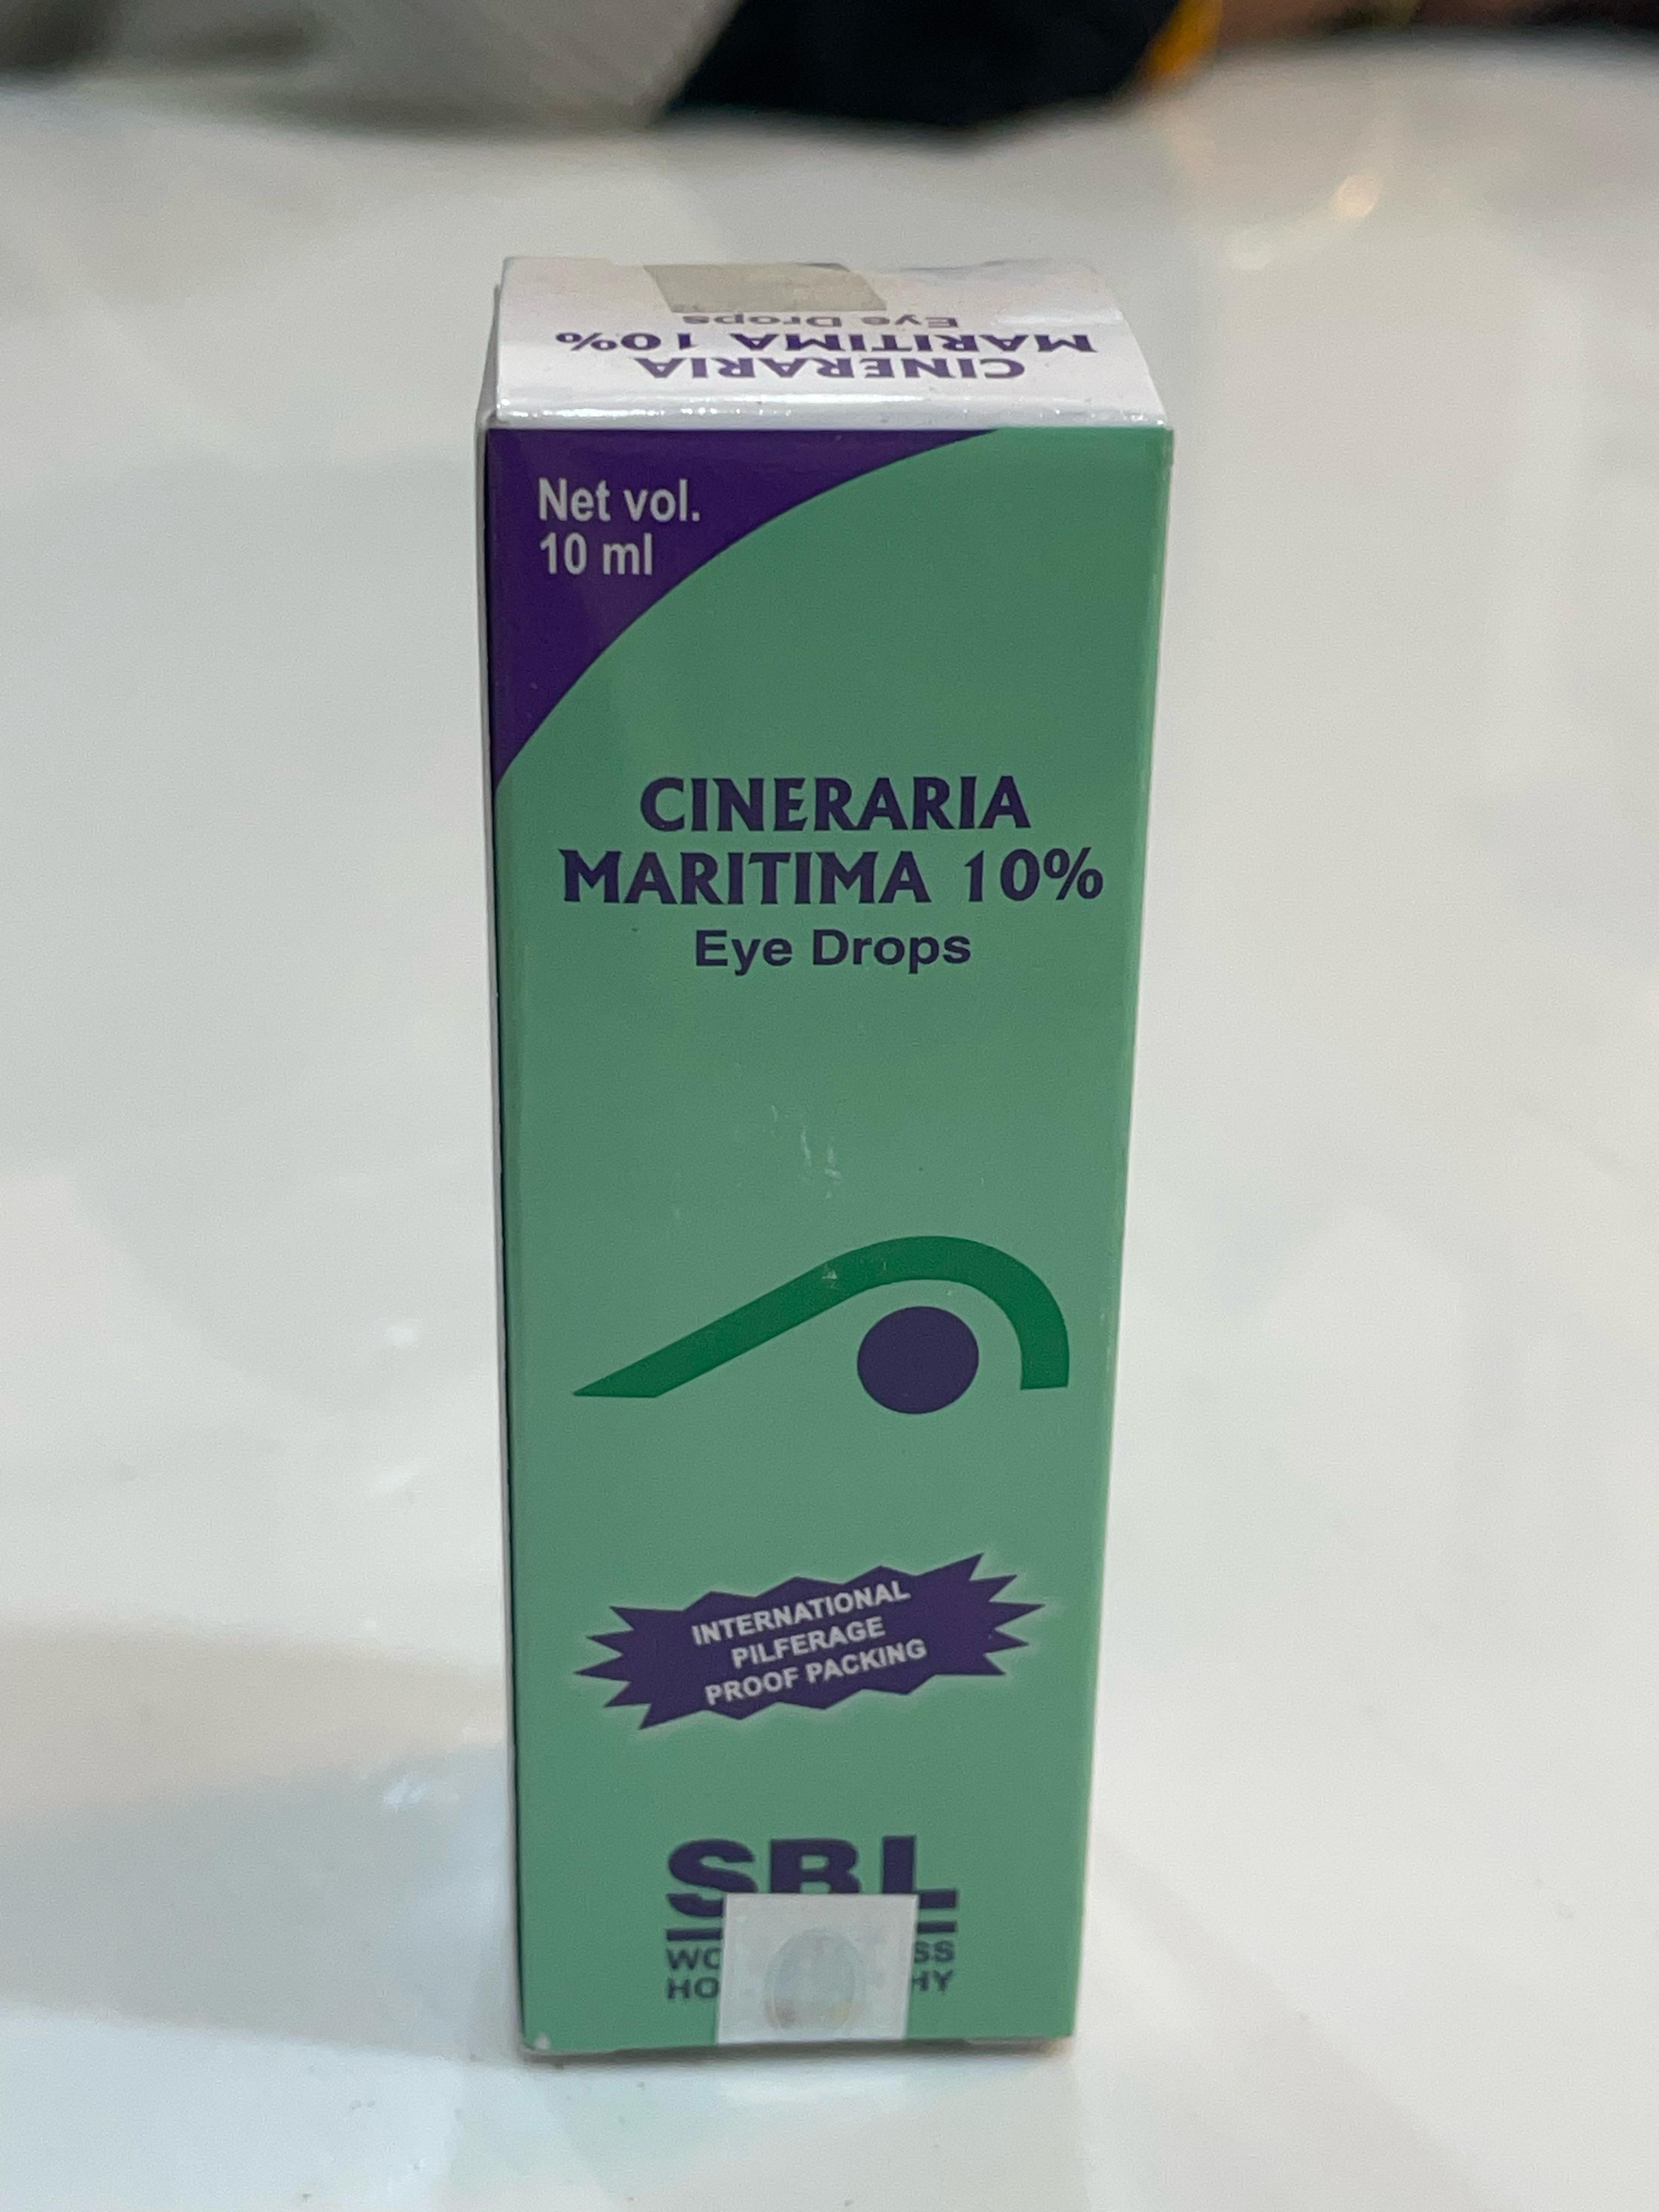 Eye Drops
MARITIMA 10%
CINERARIA
Net vol.
10 ml
CINERARIA
MARITIMA 10%
Eye Drops
INTERNATIONAL
PILFERAGE
PROOF PACKING
SBL